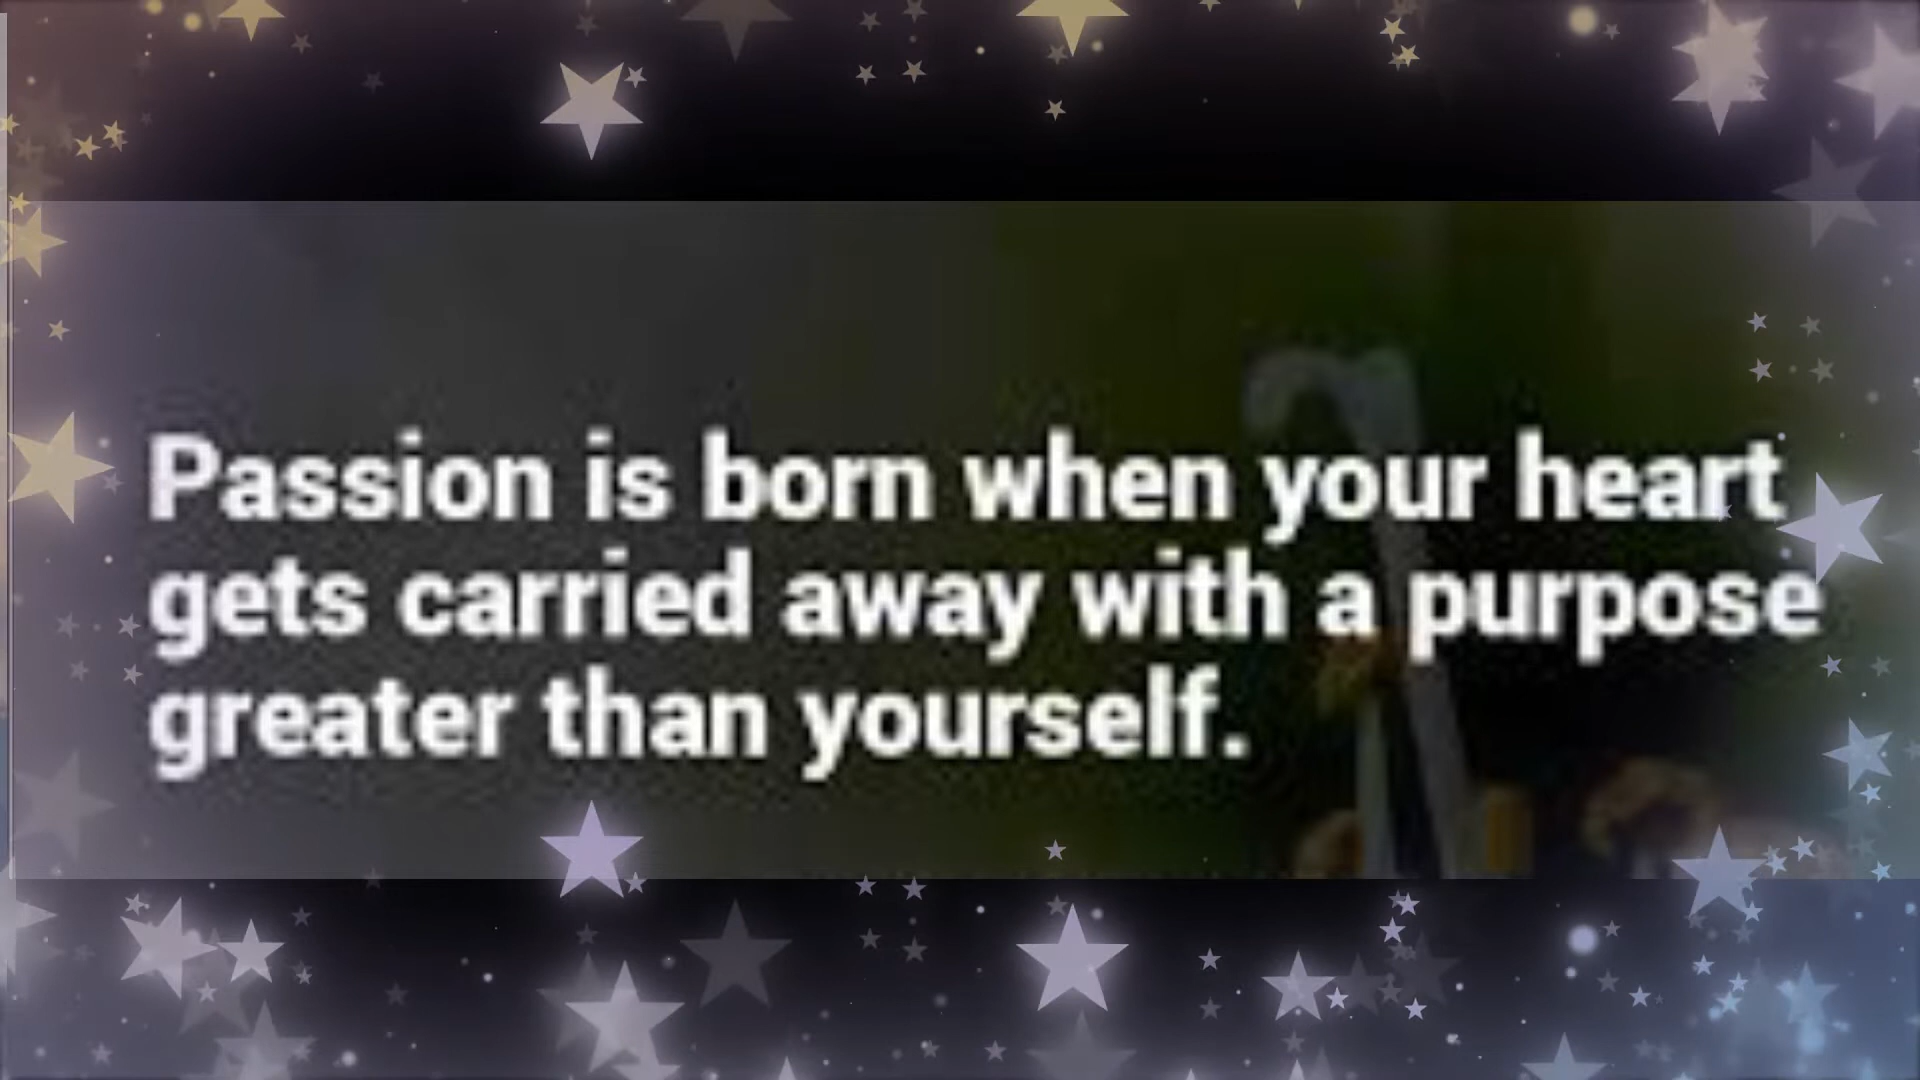 Passion is born when your heart
gets carried away with a purpose
greater than yourself.